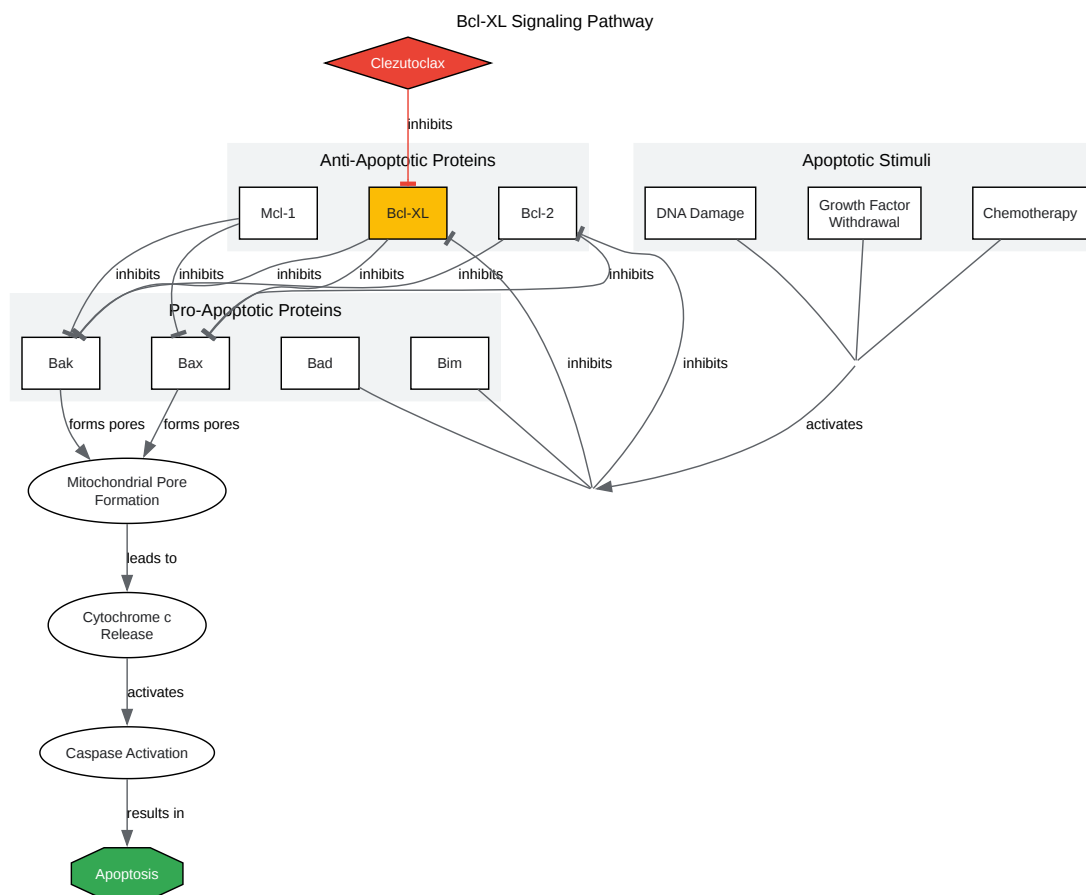 Bcl-XL Signaling Pathway
Clezutoclax
inhibits
Anti-Apoptotic Proteins
Apoptotic Stimuli
Mcl-1
Bcl-XL
Bcl-2
DNA Damage
Growth Factor
Withdrawal
Chemotherapy
inhibits
inhibits
inhibits
inhibits
inhibits
inhibits
Pro-Apoptotic Proteins
Bak
Bax
Bad
Bim
inhibits
inhibits
forms pores
forms pores
activates
Mitochondrial Pore
Formation
leads to
Cytochrome c
Release
activates
Caspase Activation
results in
Apoptosis